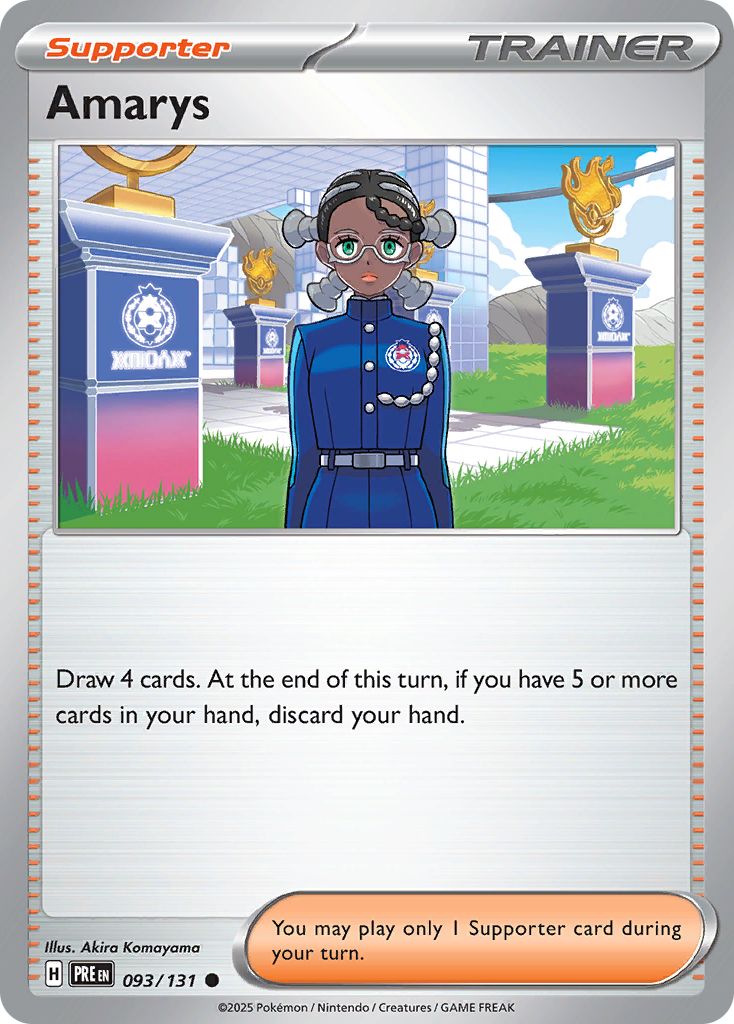 Supporter
TRAINER
Amarys
Draw 4 cards. At the end of this turn, if you have 5 or more
cards in your hand, discard your hand.
You may play only 1 Supporter card during
your turn.
Illus. Akira Komayama
H PRE EN 093/131
©2025 Pokémon / Nintendo / Creatures / GAME FREAK